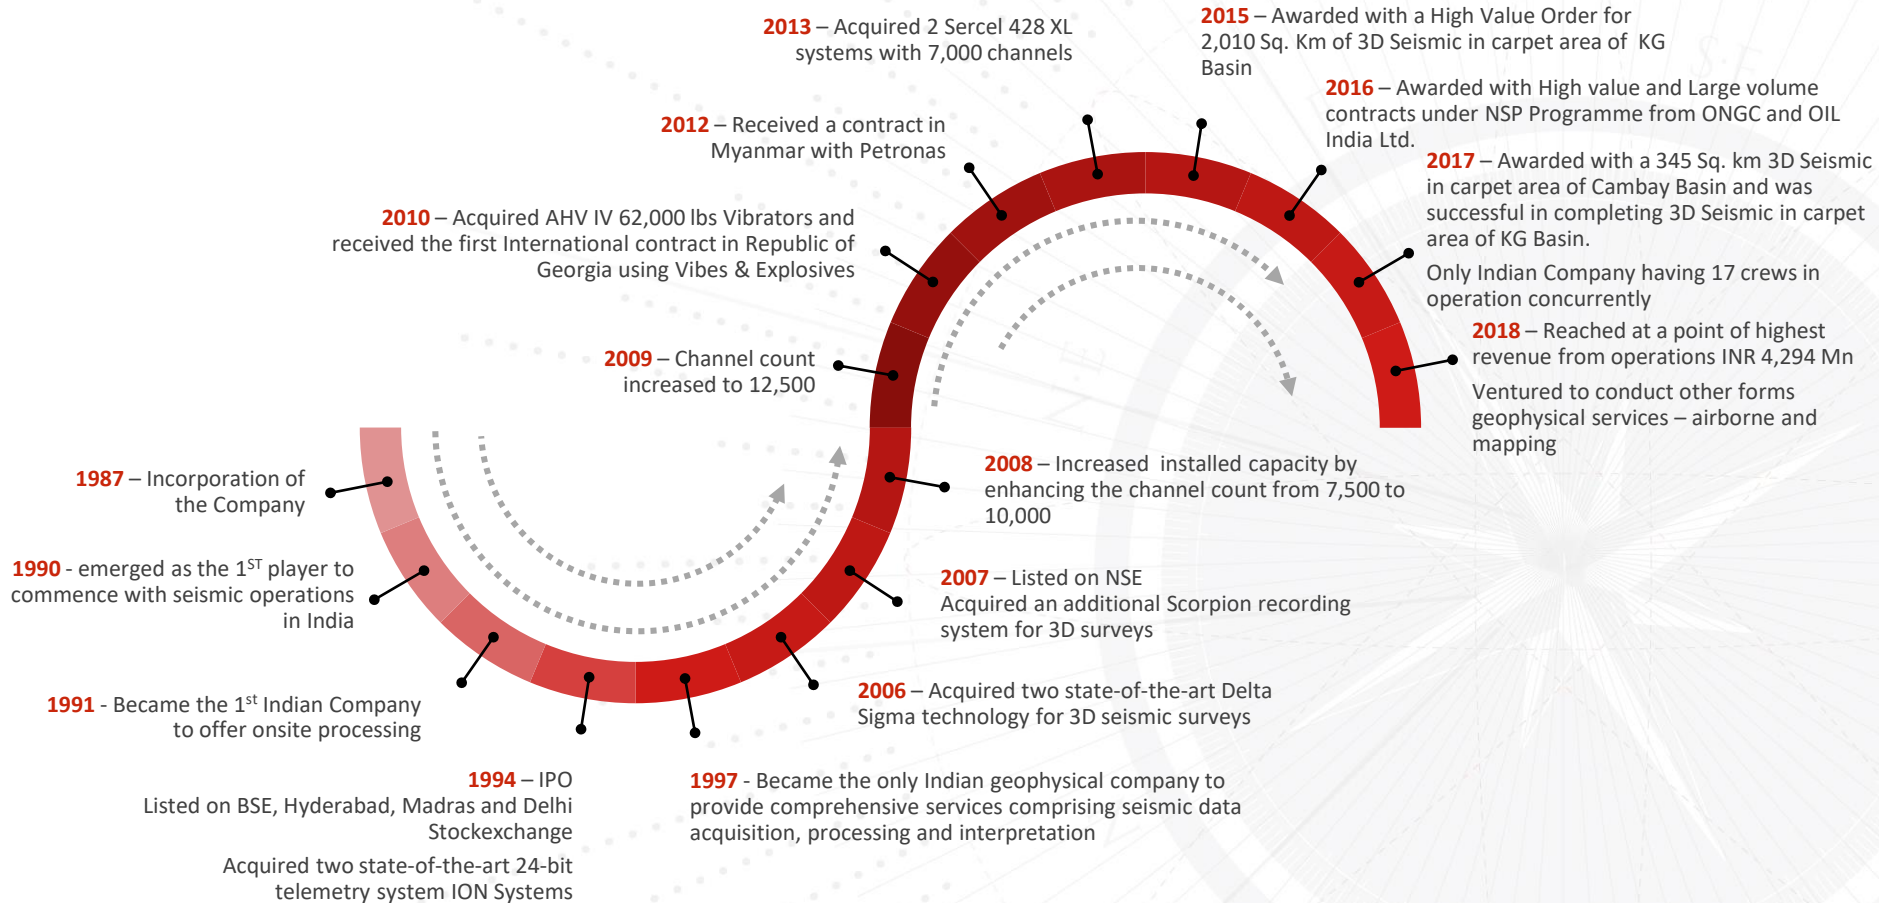 1987 – Incorporation of
the Company
1990 - emerged as the 1ST player to
commence with seismic operations
in India
1991 - Became the 1st Indian Company
to offer onsite processing
1994 – IPO
Listed on BSE, Hyderabad, Madras and Delhi
Stockexchange
Acquired two state-of-the-art 24-bit
telemetry system ION Systems
1997 - Became the only Indian geophysical company to
provide comprehensive services comprising seismic data
acquisition, processing and interpretation
2006 – Acquired two state-of-the-art Delta
Sigma technology for 3D seismic surveys
2007 – Listed on NSE
Acquired an additional Scorpion recording
system for 3D surveys
2008 – Increased installed capacity by
enhancing the channel count from 7,500 to
10,000
2009 – Channel count
increased to 12,500
2010 – Acquired AHV IV 62,000 lbs Vibrators and
received the first International contract in Republic of
Georgia using Vibes & Explosives
2012 – Received a contract in
Myanmar with Petronas
2013 – Acquired 2 Sercel 428 XL
systems with 7,000 channels
2015 – Awarded with a High Value Order for
2,010 Sq. Km of 3D Seismic in carpet area of KG
Basin
2016 – Awarded with High value and Large volume
contracts under NSP Programme from ONGC and OIL
India Ltd.
2017 – Awarded with a 345 Sq. km 3D Seismic
in carpet area of Cambay Basin and was
successful in completing 3D Seismic in carpet
area of KG Basin.
Only Indian Company having 17 crews in
operation concurrently
2018 – Reached at a point of highest
revenue from operations INR 4,294 Mn
Ventured to conduct other forms
geophysical services – airborne and
mapping